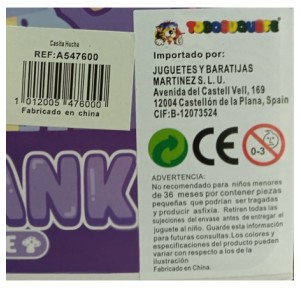 Casita Hucha
REF:A547600
1012005 476000
Fabricado en china
TODOJUGUETE
Importado por:
JUGUETES Y BARATIJAS
MARTINEZ S. L. U.
Avenida del Castell Vell, 169
12004 Castellón de la Plana, Spain
CIF:B-12073524
CE
0-3
ADVERTENCIA:
No recomendado para niños menores
de 36 meses por contener piezas
pequeñas que podrían ser tragadas
y producir asfixia. Retiren todas las
sujeciones del envase antes de entregar el
juguete al niño. Guarde esta información
para futuras consultas. Los colores y
especificaciones del producto pueden
variar con respecto a los de la
ilustración
Fabricado en China.
ANK
E